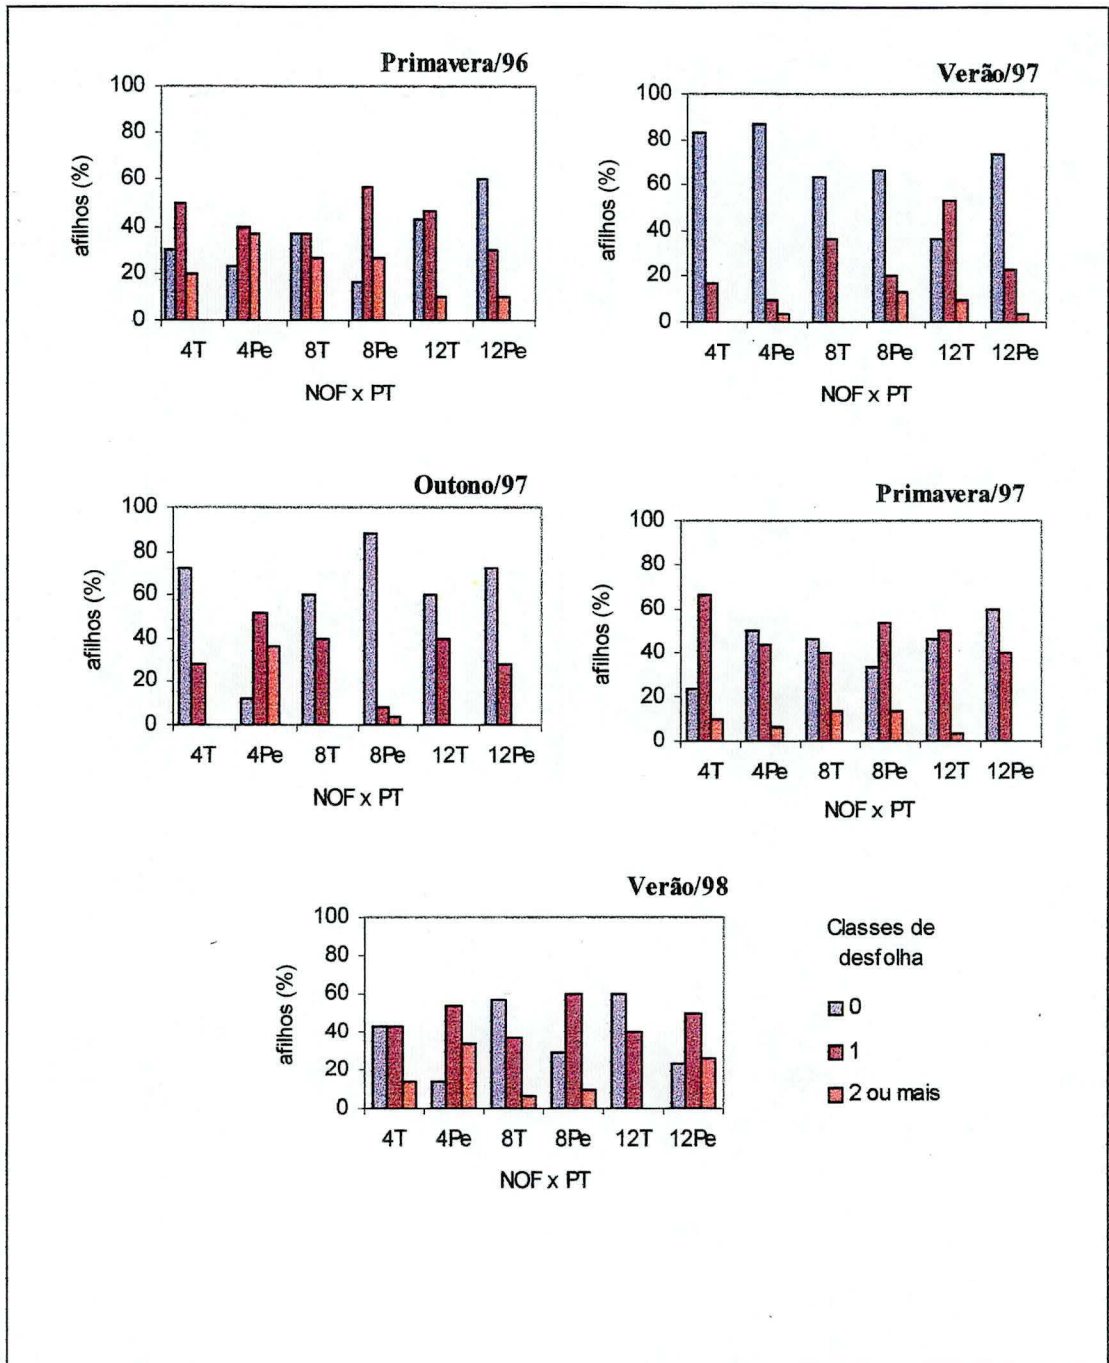 Primavera/96
100
80
60
40
20
0
afilhos (%)
4T 4Pe 8T 8Pe 12T 12Pe
NOF x PT
Verão/97
100
80
60
40
20
0
afilhos (%)
4T 4Pe 8T 8Pe 12T 12Pe
NOF x PT
Outono/97
100
80
60
40
20
0
afilhos (%)
4T 4Pe 8T 8Pe 12T 12Pe
NOF x PT
Primavera/97
100
80
60
40
20
0
afilhos (%)
4T 4Pe 8T 8Pe 12T 12Pe
NOF x PT
Verão/98
100
80
60
40
20
0
afilhos (%)
4T 4Pe 8T 8Pe 12T 12Pe
NOF x PT
Classes de
desfolha
0
1
2 ou mais